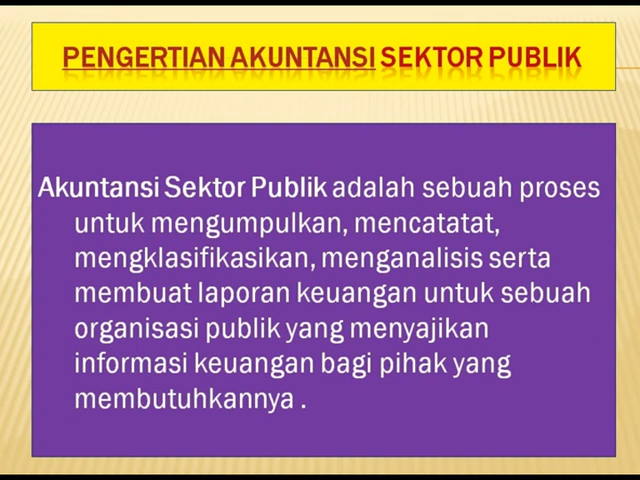 PENGERTIAN AKUNTANSI SEKTOR PUBLIK
Akuntansi Sektor Publik adalah sebuah proses
untuk mengumpulkan, mencatatat,
mengklasifikasikan, menganalisis serta
membuat laporan keuangan untuk sebuah
organisasi publik yang menyajikan
informasi keuangan bagi pihak yang
membutuhkannya .